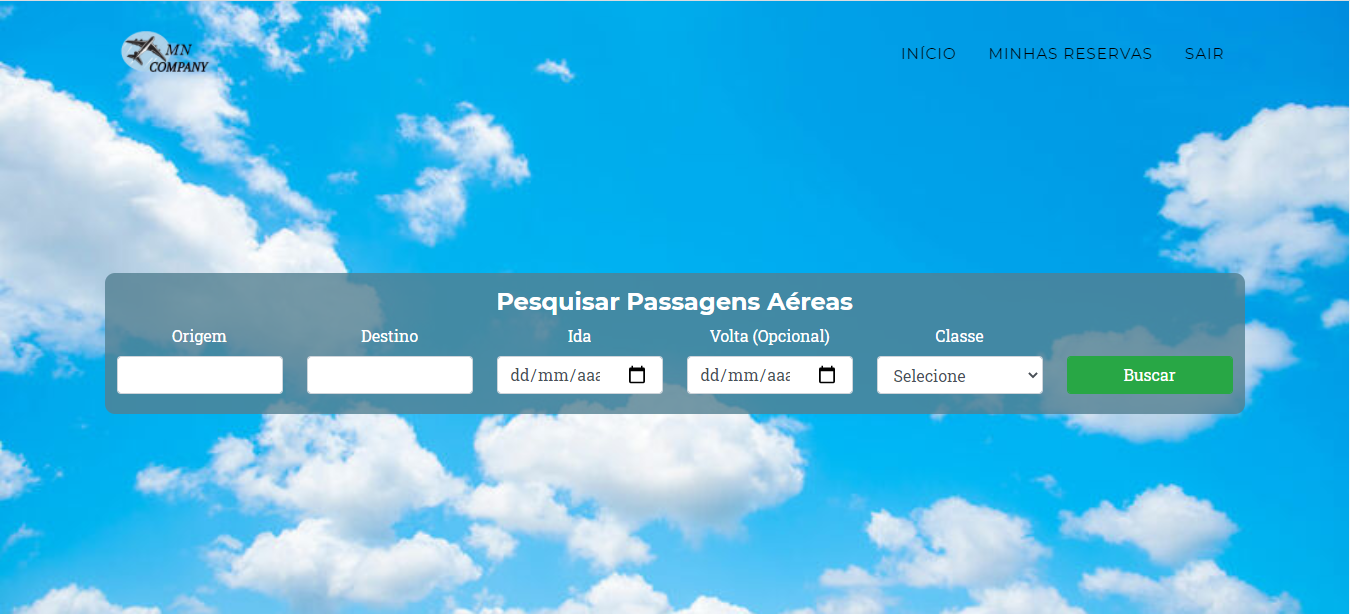 MN
COMPANY
INÍCIO MINHAS RESERVAS SAIR
Pesquisar Passagens Aéreas
Origem Destino Ida Volta (Opcional) Classe
dd/mm/aaa dd/mm/aaa Selecione Buscar